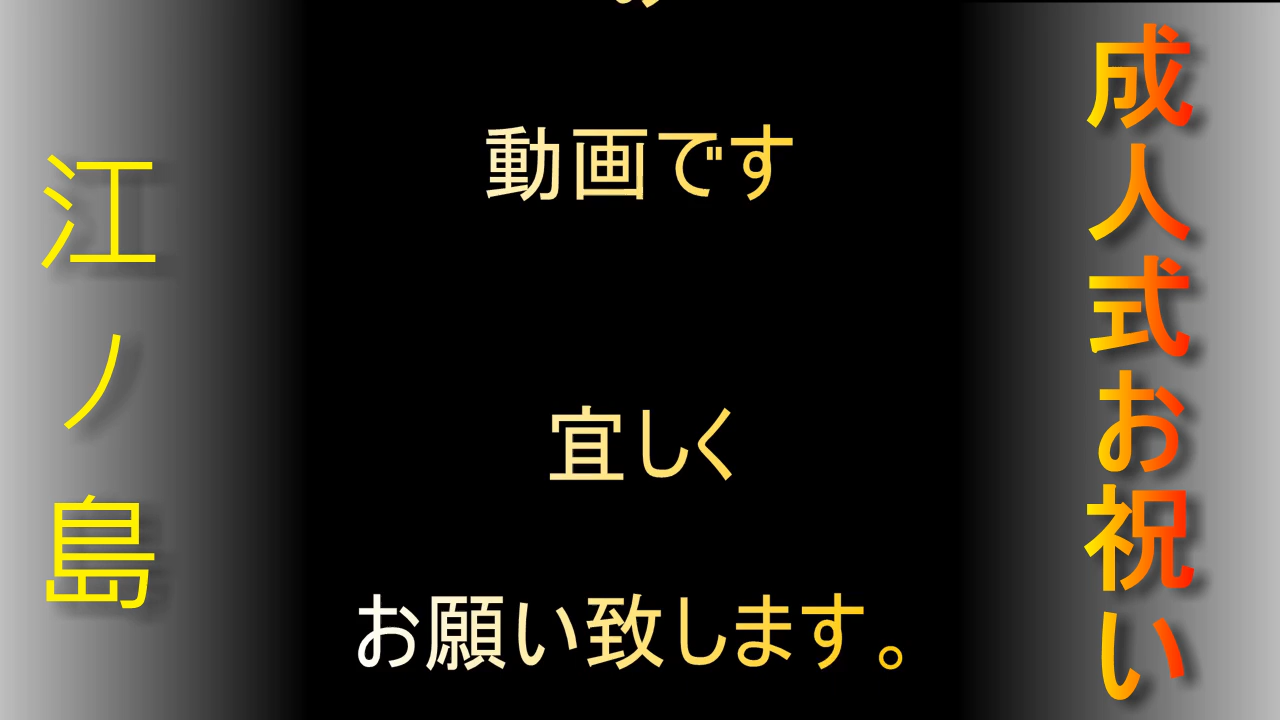 成人式お祝い
動画です
宜しく
お願い致します。
江ノ島